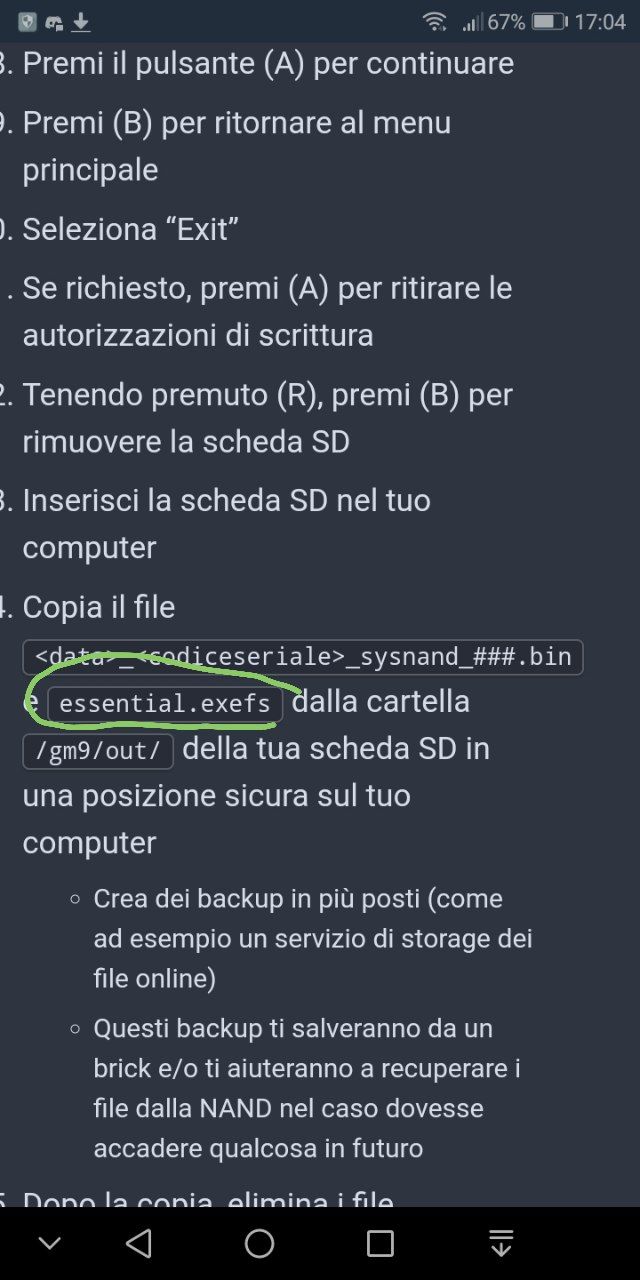 67% 17:04
3. Premi il pulsante (A) per continuare
9. Premi (B) per ritornare al menu
principale
0. Seleziona “Exit”
. Se richiesto, premi (A) per ritirare le
autorizzazioni di scrittura
2. Tenendo premuto (R), premi (B) per
rimuovere la scheda SD
3. Inserisci la scheda SD nel tuo
computer
4. Copia il file
<data>_<codiceseriale>_sysnand_###.bin
e essential.exefs dalla cartella
/gm9/out/ della tua scheda SD in
una posizione sicura sul tuo
computer
Crea dei backup in più posti (come
ad esempio un servizio di storage dei
file online)
Questi backup ti salveranno da un
brick e/o ti aiuteranno a recuperare i
file dalla NAND nel caso dovesse
accadere qualcosa in futuro
5. Dopo la copia, elimina i file